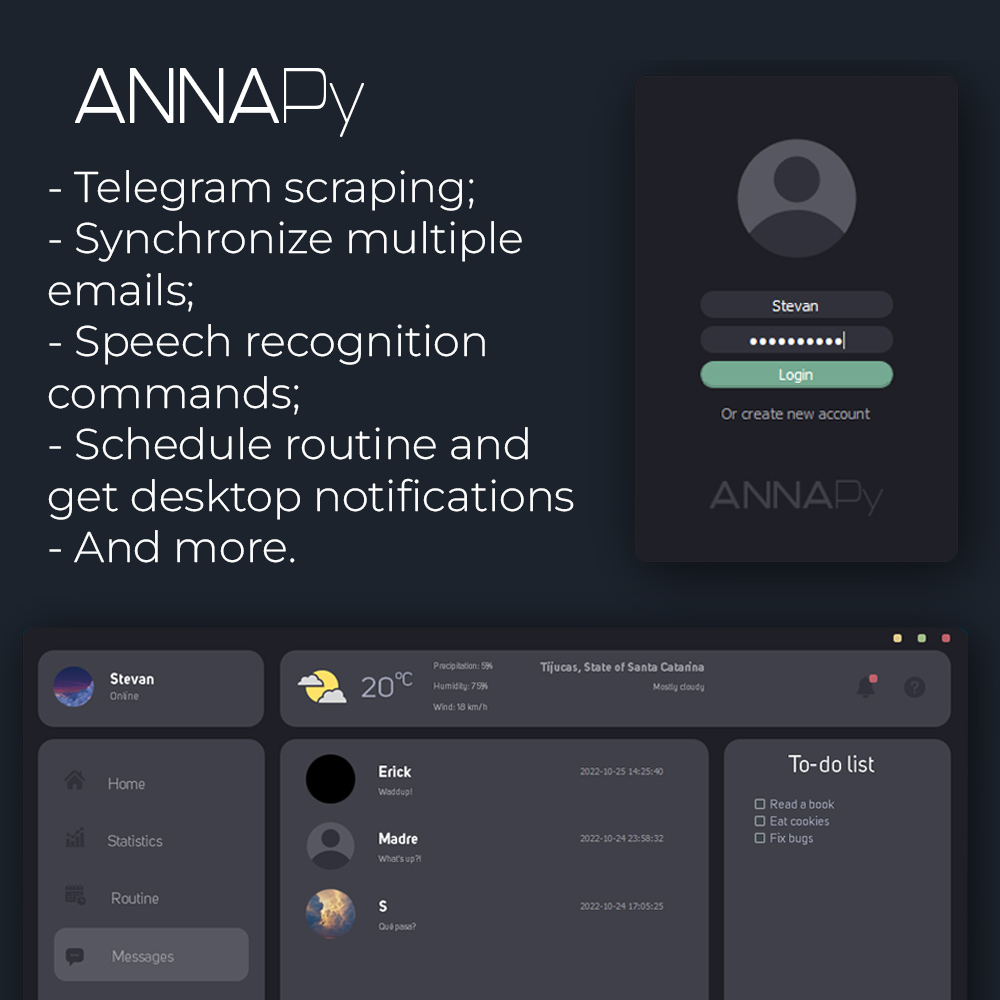 ANNAPy
- Telegram scraping;
- Synchronize multiple
emails;
- Speech recognition
commands;
- Schedule routine and
get desktop notifications
- And more.
Stevan
●●●●●●●●●●
Login
Or create new account
ANNAPy
Stevan
Online
20°C
Precipitation: 5%
Humidity: 75%
Wind: 18 km/h
Tijucas, State of Santa Catarina
Mostly cloudy
?
Home
Statistics
Routine
Messages
Erick
2022-10-25 14:25:40
Waddup!
Madre
2022-10-24 23:58:32
What's up?!
S
2022-10-24 17:05:25
Qué pasa?
To-do list
Read a book
Eat cookies
Fix bugs